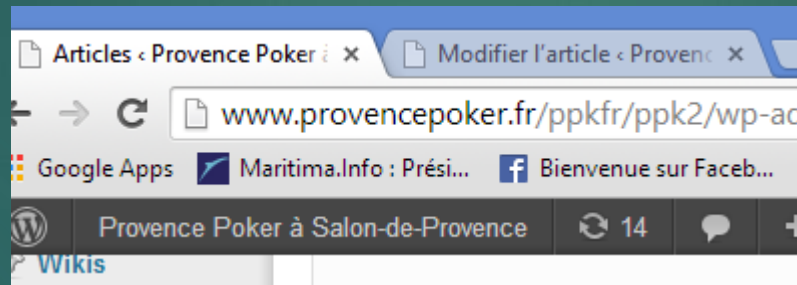 Articles ‹ Provence Poker à × Modifier l'article ‹ Provenc ×
www.provencepoker.fr/ppkfr/ppk2/wp-ad
Google Apps Maritima.Info : Prési... Bienvenue sur Faceb...
Provence Poker à Salon-de-Provence 14
Wikis